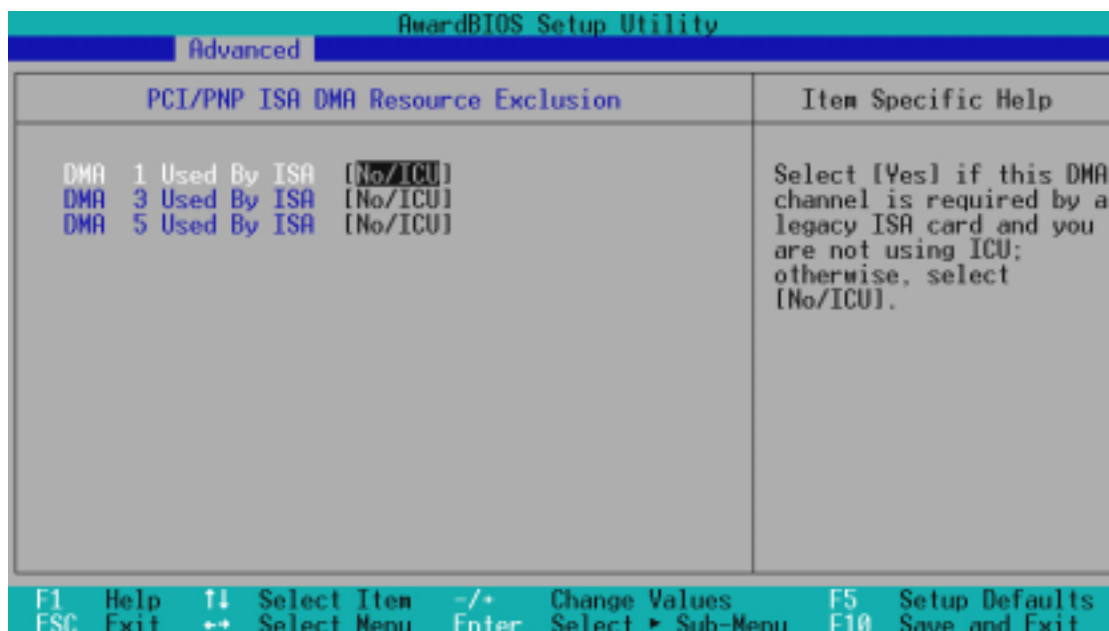 AwardBIOS Setup Utility
Advanced
PCI/PNP ISA DMA Resource Exclusion
Item Specific Help
DMA 1 Used By ISA [No/ICU]
DMA 3 Used By ISA [No/ICU]
DMA 5 Used By ISA [No/ICU]
Select [Yes] if this DMA
channel is required by a
legacy ISA card and you
are not using ICU;
otherwise, select
[No/ICU].
F1 Help ↑↓ Select Item -/+ Change Values F5 Setup Defaults
ESC Exit ←→ Select Menu Enter Select ► Sub-Menu F10 Save and Exit